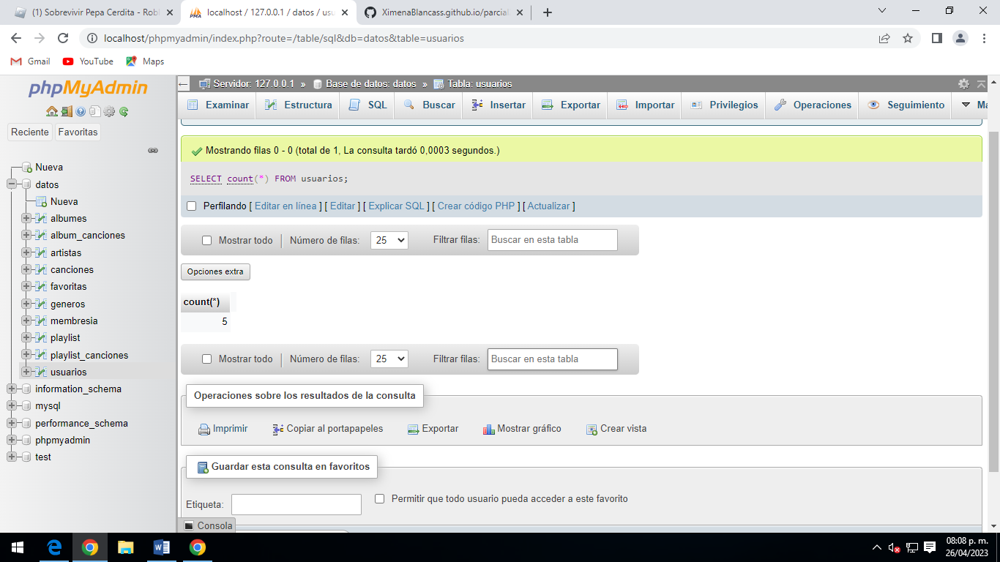 (1) Sobrevivir Pepa Cerdita - Robl
localhost / 127.0.0.1 / datos / usu
XimenaBlancass.github.io/parcial
localhost/phpmyadmin/index.php?route=/table/sql&db=datos&table=usuarios
Gmail YouTube Maps
phpMyAdmin
Reciente Favoritas
Nueva
datos
Nueva
albumes
album_canciones
artistas
canciones
favoritas
generos
membresia
playlist
playlist_canciones
usuarios
information_schema
mysql
performance_schema
phpmyadmin
test
Servidor: 127.0.0.1 » Base de datos: datos » Tabla: usuarios
Examinar Estructura SQL Buscar Insertar Exportar Importar Privilegios Operaciones Seguimiento Ma
Mostrando filas 0 - 0 (total de 1, La consulta tardó 0,0003 segundos.)
SELECT count(*) FROM usuarios;
Perfilando [ Editar en línea ] [ Editar ] [ Explicar SQL ] [ Crear código PHP ] [ Actualizar ]
Mostrar todo | Número de filas: 25 Filtrar filas: Buscar en esta tabla
Opciones extra
count(*)
5
Mostrar todo | Número de filas: 25 Filtrar filas: Buscar en esta tabla
Operaciones sobre los resultados de la consulta
Imprimir Copiar al portapapeles Exportar Mostrar gráfico Crear vista
Guardar esta consulta en favoritos
Etiqueta: Permitir que todo usuario pueda acceder a este favorito
Consola
08:08 p. m.
26/04/2023